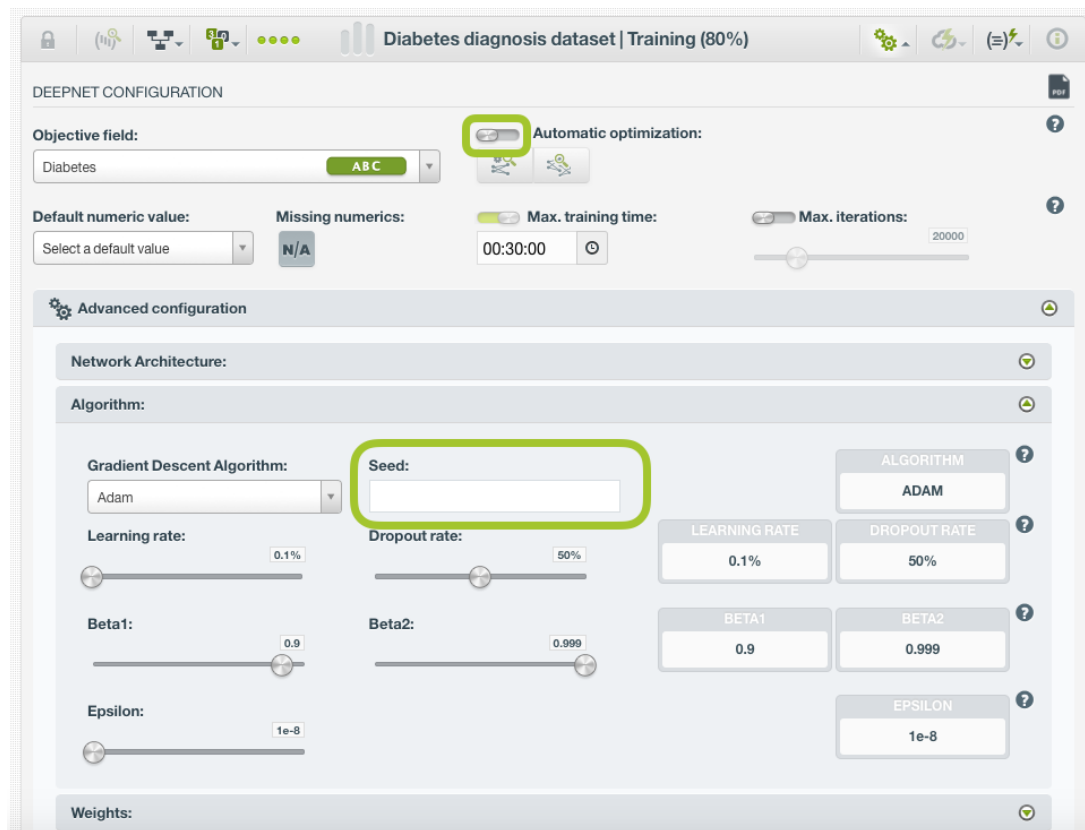 Diabetes diagnosis dataset | Training (80%)
(≡)
DEEPNET CONFIGURATION
PDF
Objective field:
Automatic optimization:
?
Diabetes
ABC
Default numeric value:
Missing numerics:
Max. training time:
Max. iterations:
?
Select a default value
N/A
00:30:00
20000
Advanced configuration
Network Architecture:
Algorithm:
Gradient Descent Algorithm:
Seed:
ALGORITHM
?
Adam
ADAM
Learning rate:
Dropout rate:
LEARNING RATE
DROPOUT RATE
?
0.1%
50%
0.1%
50%
Beta1:
Beta2:
BETA1
BETA2
?
0.9
0.999
0.9
0.999
Epsilon:
EPSILON
?
1e-8
1e-8
Weights: